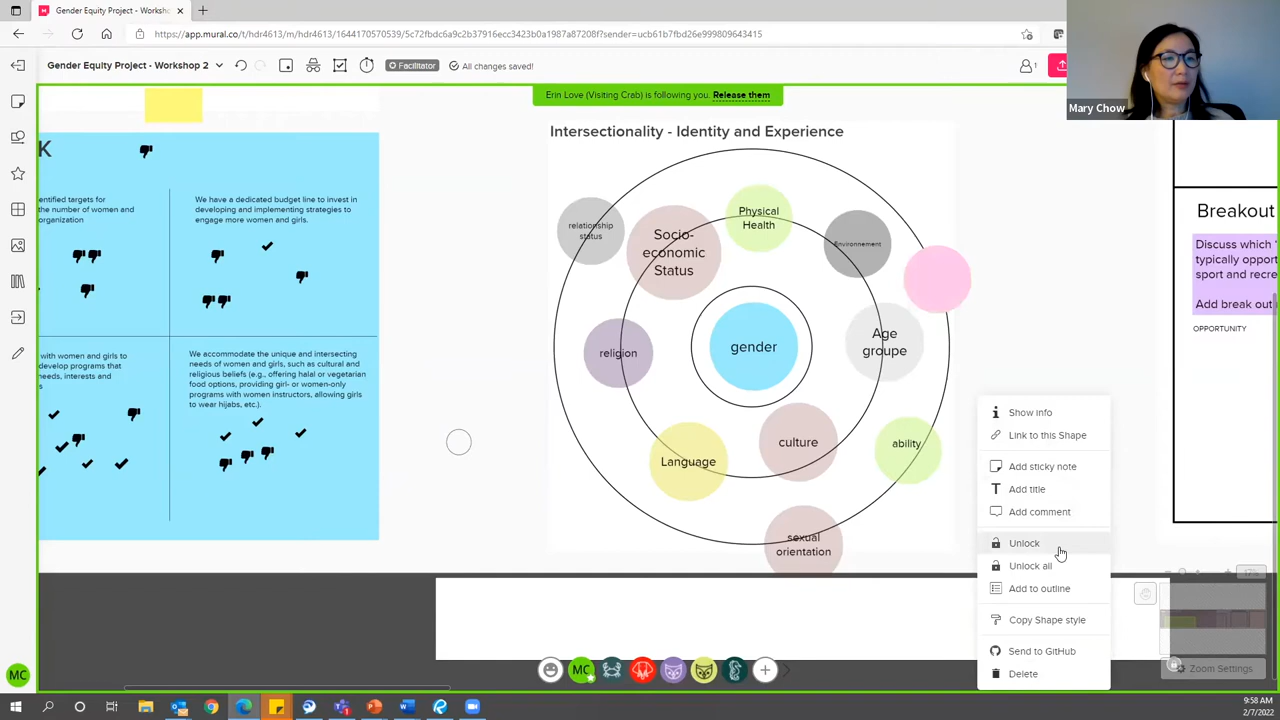 Gender Equity Project - Worksho
https://app.mural.co/t/hdr4613/m/hdr4613/1644170570539/5c72fbdc6a9c2b37916ecc3423b0a1987a87208f?sender=ucb61b7fbd26e999809643415
Gender Equity Project - Workshop 2
Facilitator
All changes saved!
1
Mary Chow
Erin Love (Visiting Crab) is following you. Release them
K
entified targets for
the number of women and
organization
We have a dedicated budget line to invest in
developing and implementing strategies to
engage more women and girls.
with women and girls to
develop programs that
needs, interests and
s
We accommodate the unique and intersecting
needs of women and girls, such as cultural and
religious beliefs (e.g., offering halal or vegetarian
food options, providing girl- or women-only
programs with women instructors, allowing girls
to wear hijabs, etc.).
Intersectionality - Identity and Experience
relationship
status
Socio-
economic
Status
Physical
Health
Environnement
religion
gender
Age
groupe
Language
culture
ability
sexual
orientation
Breakout
Discuss which
typically opport
sport and recre
Add break out
OPPORTUNITY
Show info
Link to this Shape
Add sticky note
Add title
Add comment
Unlock
Unlock all
Add to outline
Copy Shape style
Send to GitHub
Delete
17%
Zoom Settings
MC
MC
9:58 AM
2/7/2022